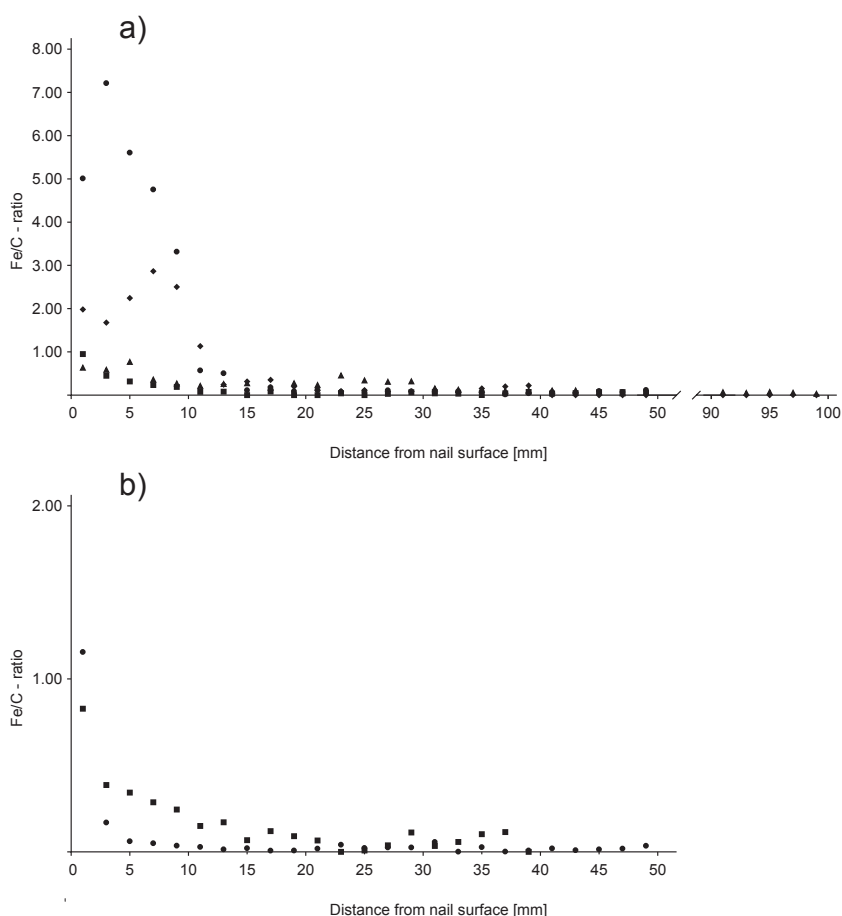 a)
8.00
7.00
6.00
5.00
4.00
3.00
2.00
1.00
Fe/C - ratio
0 5 10 15 20 25 30 35 40 45 50 90 95 100
Distance from nail surface [mm]
b)
2.00
1.00
Fe/C - ratio
0 5 10 15 20 25 30 35 40 45 50
Distance from nail surface [mm]